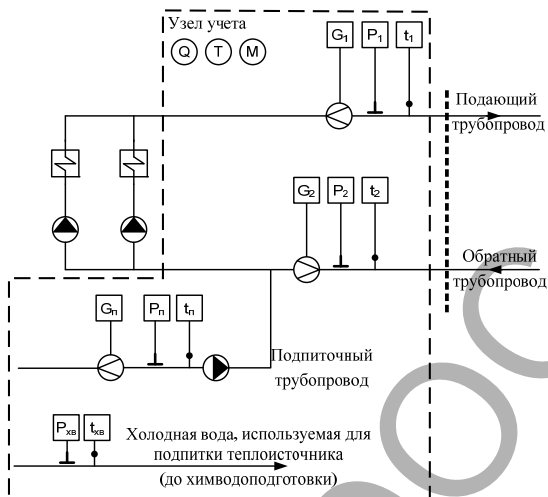 Узел учета
Q T M
G1 P1 t1
Подающий
трубопровод
G2 P2 t2
Обратный
трубопровод
Gп Pп tп
Подпиточный
трубопровод
Pхв tхв
Холодная вода, используемая для
подпитки теплоисточника
(до химводоподготовки)